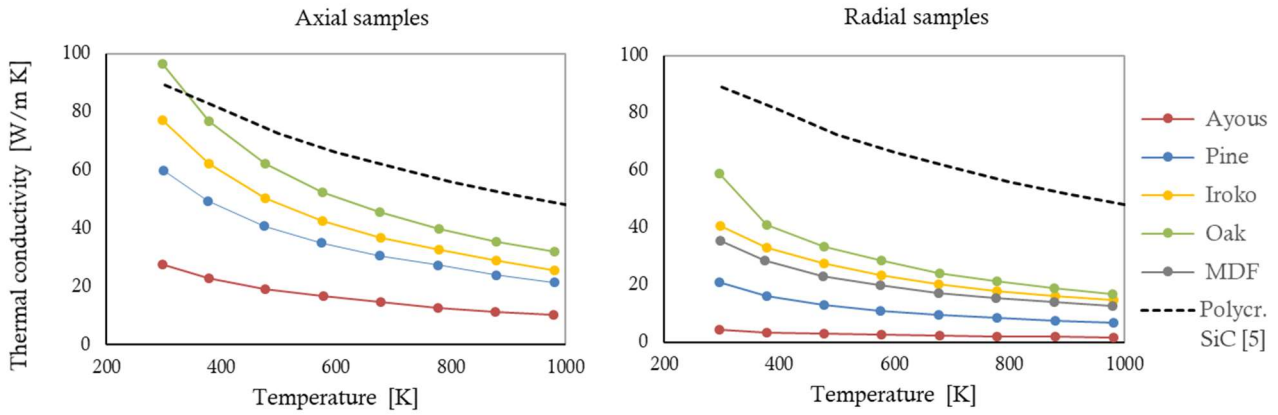 Axial samples
Thermal conductivity [W/m K]
100
80
60
40
20
0
200
400
600
800
1000
Temperature [K]
Radial samples
100
80
60
40
20
0
200
400
600
800
1000
Temperature [K]
Ayous
Pine
Iroko
Oak
MDF
Polycr.
SiC [5]